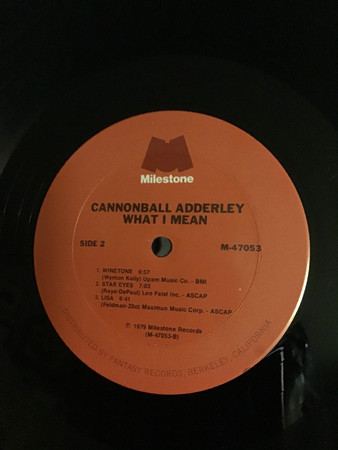 Milestone
CANNONBALL ADDERLEY
WHAT I MEAN
SIDE 2
M-47053
1. WINETONE 6:57
(Wynton Kelly) Upam Music Co. - BMI
2. STAR EYES 7:03
(Raye-DePaul) Leo Feist Inc. - ASCAP
3. LISA 6:41
(Feldman-Zito) Maximum Music Corp. - ASCAP
℗ 1979 Milestone Records
(M-47053-B)
DISTRIBUTED BY FANTASY RECORDS, BERKELEY, CALIFORNIA